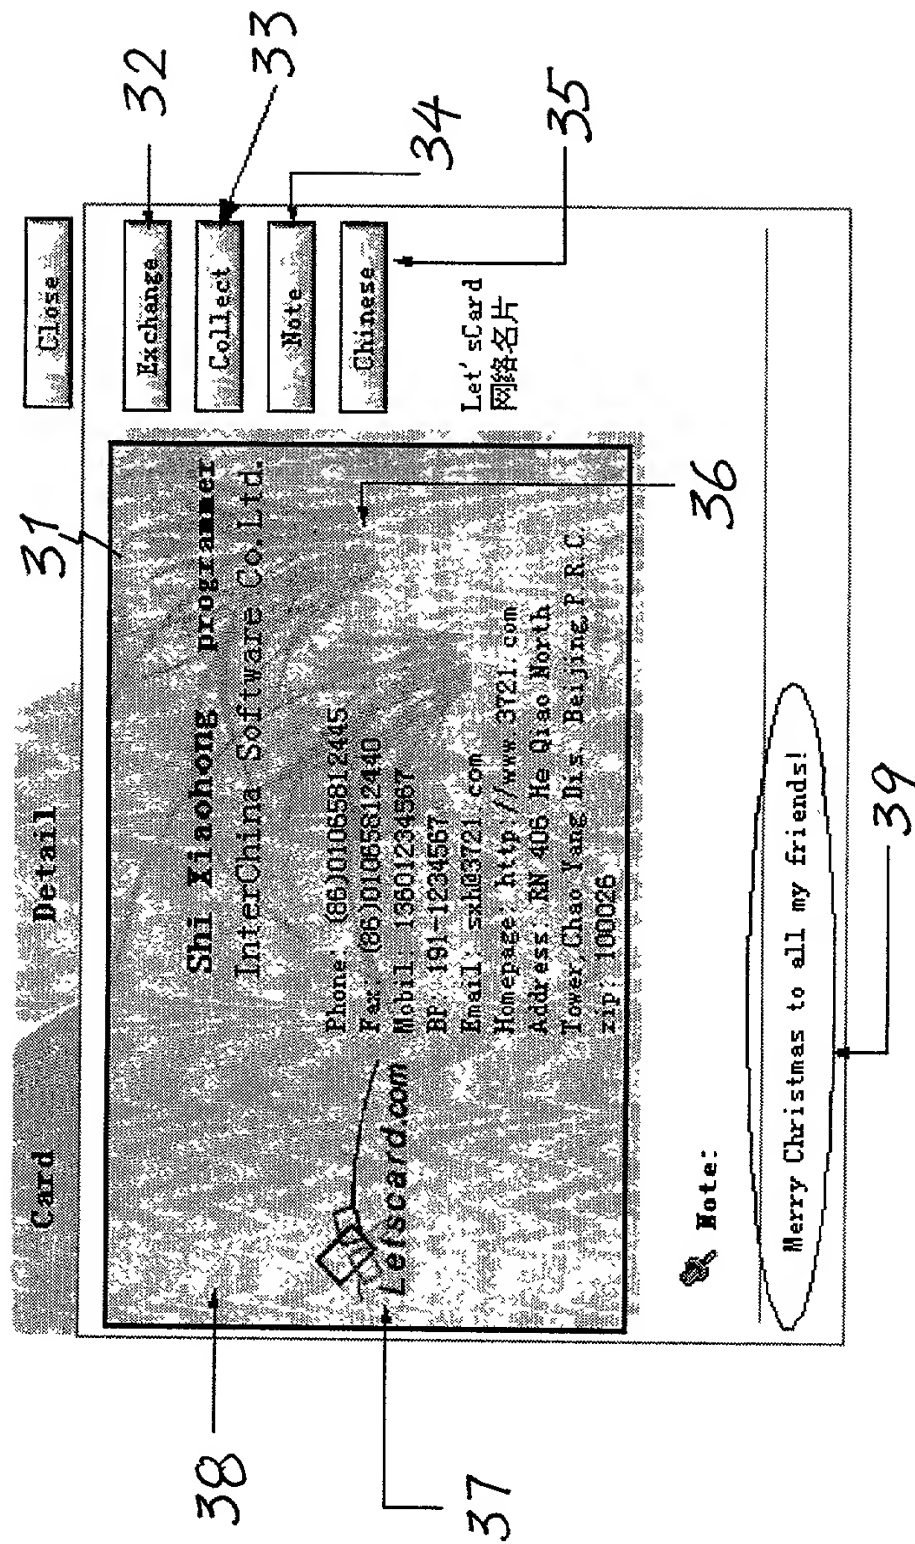 Card Detail Close
31
Exchange
32
Collect
33
Note
34
Chinese
35
Let'sCard
网络名片
Shi Xiaohong programmer
InterChina Software Co. Ltd.
Phone: (86)01065812445
Fax: (86)01065812440
Mobil: 13601234567
BP: 191-1234567
Email: sxh@3721.com
Homepage: http://www.3721.com
Address: RN 406 He Qiao North
Tower, Chao Yang Dis. Beijing, P. R. C.
zip: 100026
Letscard.com
36
37
38
Note:
Merry Christmas to all my friends!
39